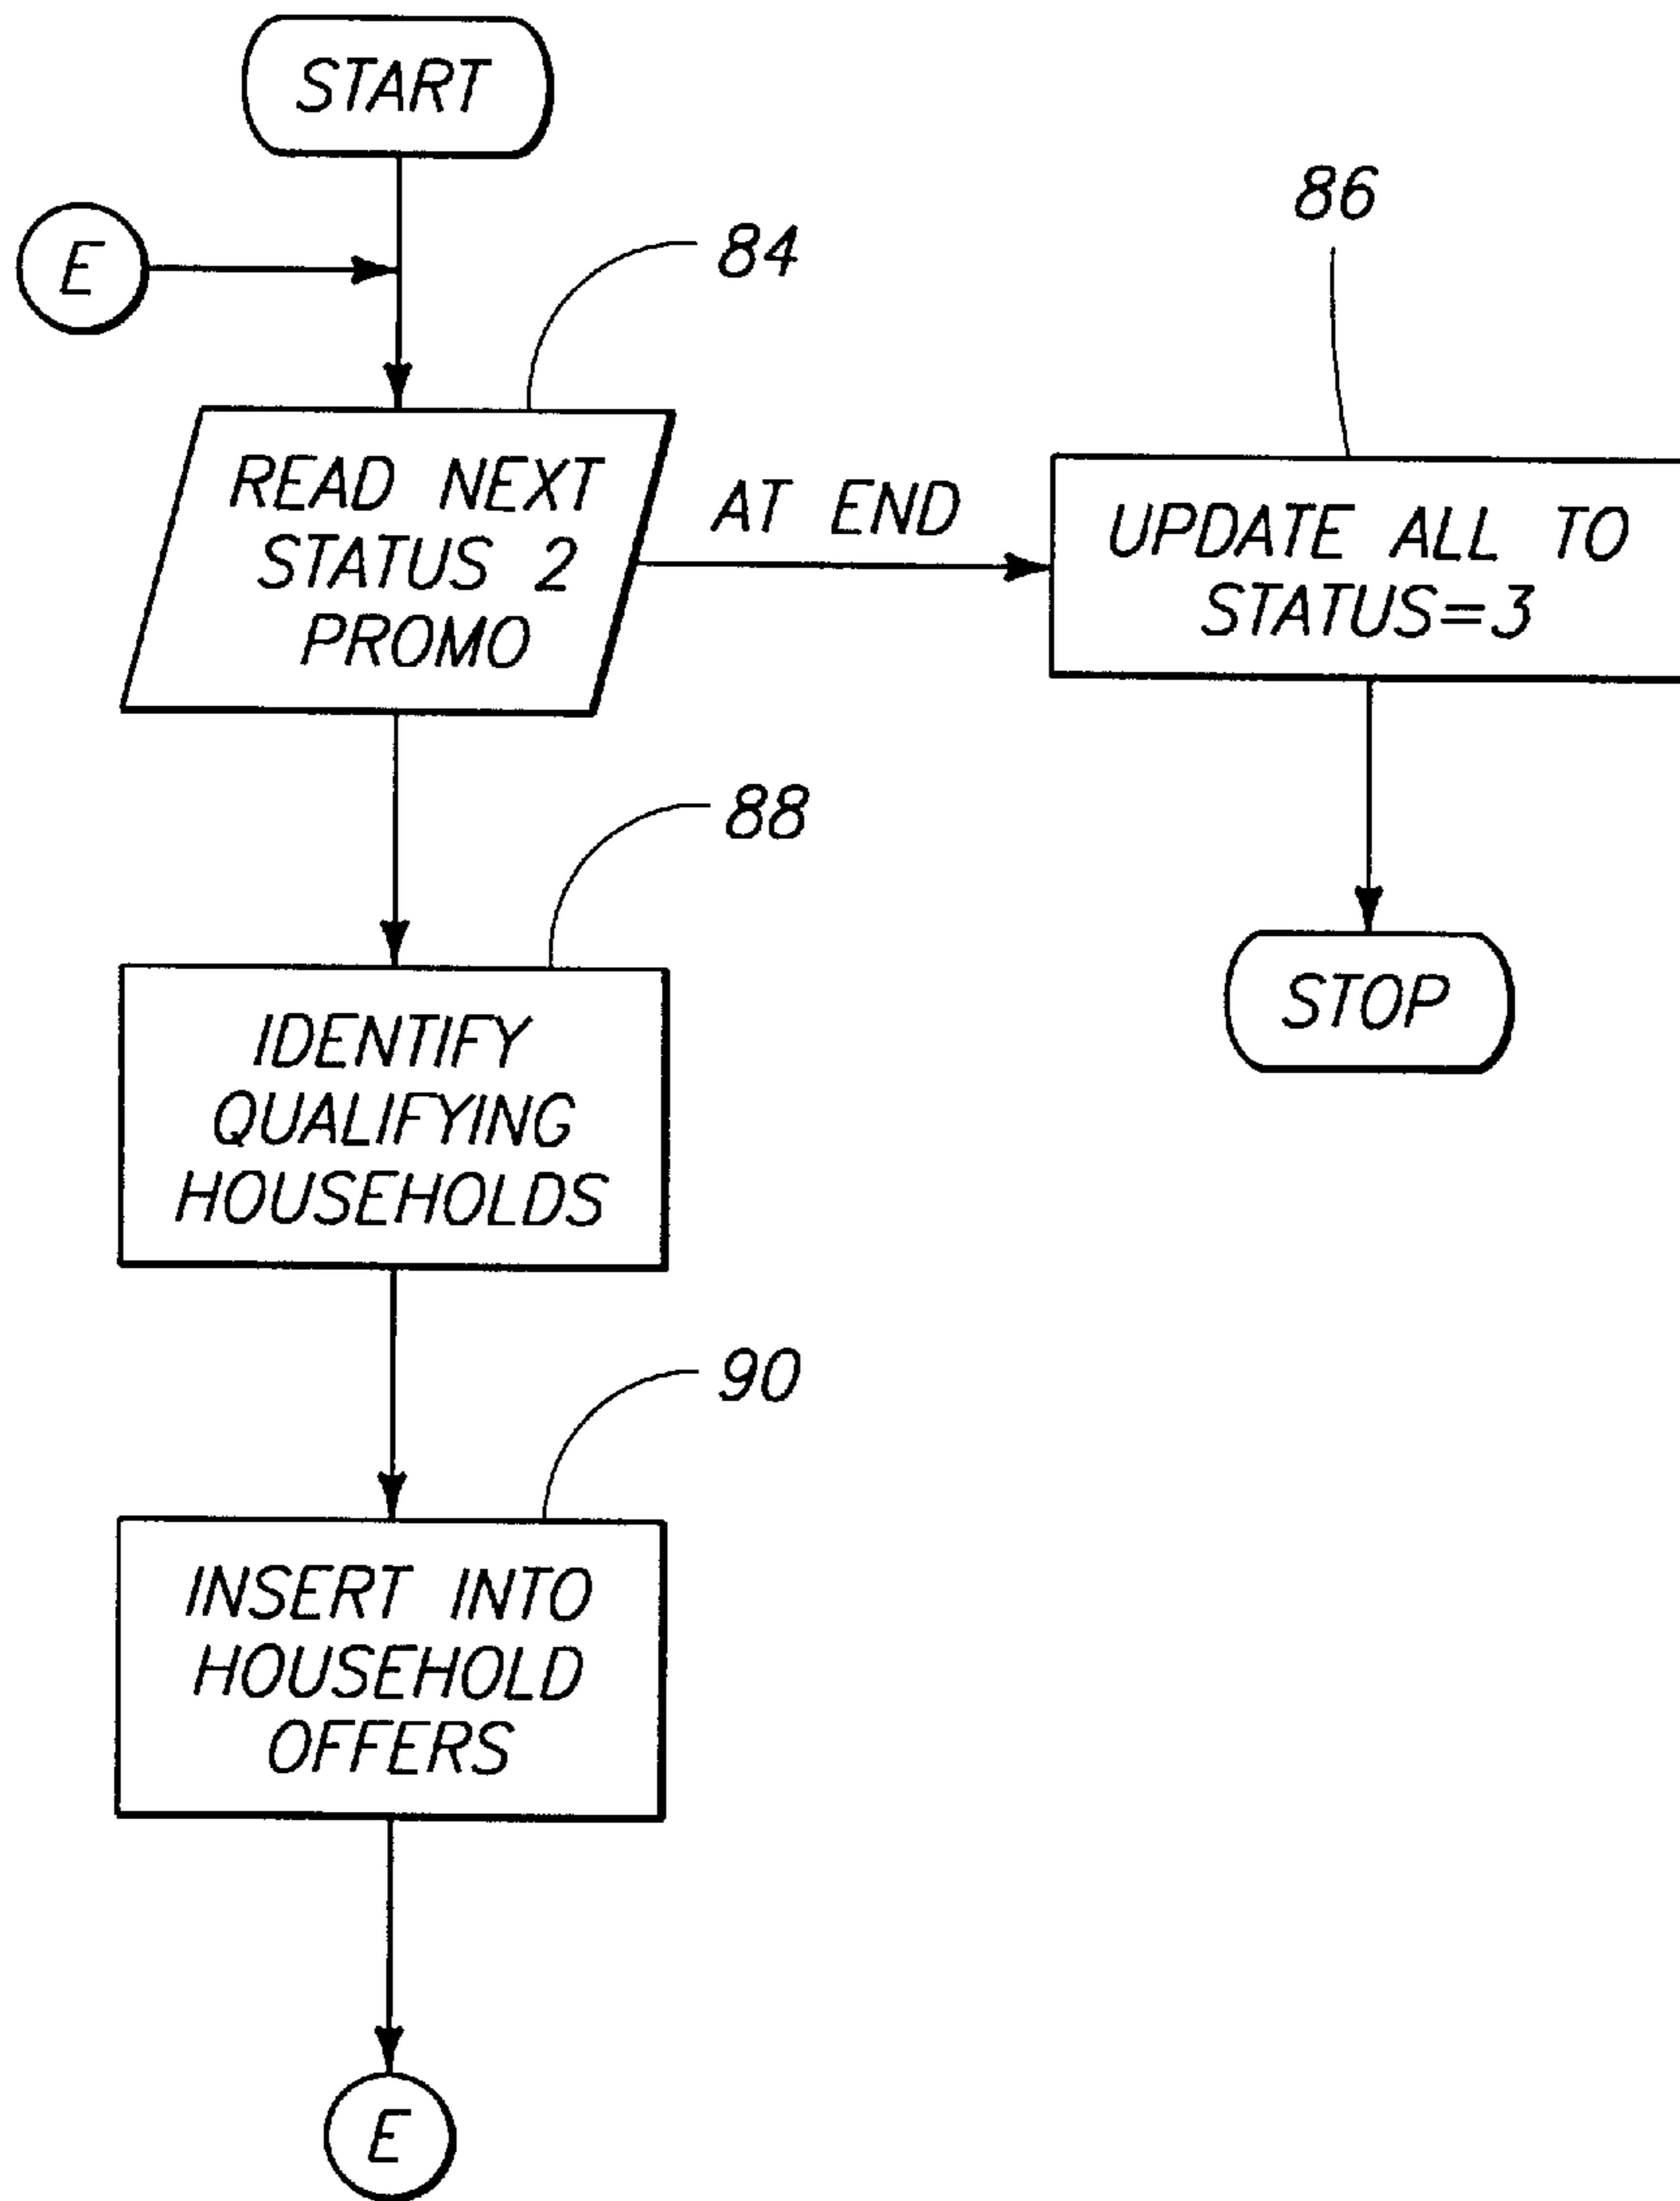 START
E
84
86
READ NEXT
STATUS 2
PROMO
AT END
UPDATE ALL TO
STATUS=3
88
STOP
IDENTIFY
QUALIFYING
HOUSEHOLDS
90
INSERT INTO
HOUSEHOLD
OFFERS
E